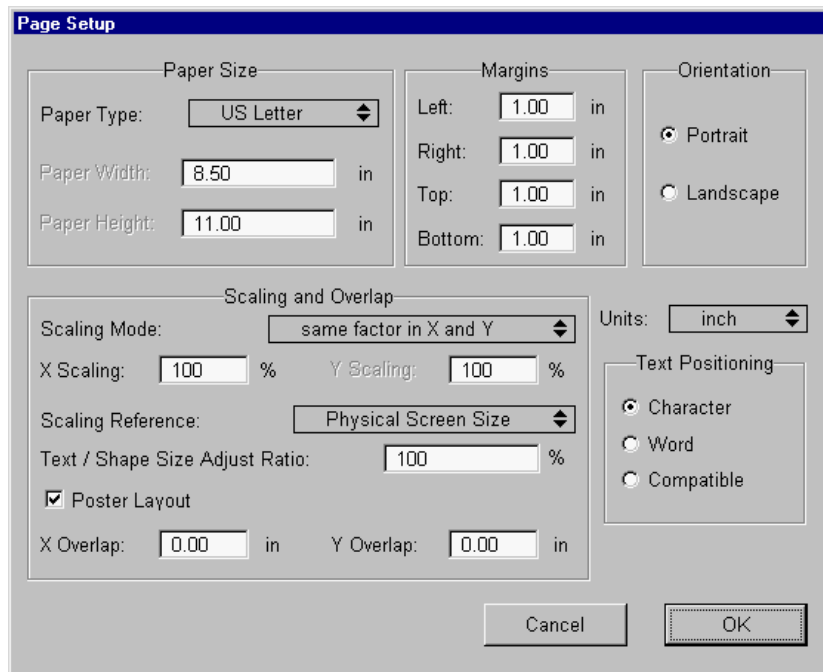 Page Setup
Paper Size
Paper Type: US Letter
Paper Width: 8.50 in
Paper Height: 11.00 in
Margins
Left: 1.00 in
Right: 1.00 in
Top: 1.00 in
Bottom: 1.00 in
Orientation
Portrait
Landscape
Scaling and Overlap
Scaling Mode: same factor in X and Y
X Scaling: 100 % Y Scaling: 100 %
Scaling Reference: Physical Screen Size
Text / Shape Size Adjust Ratio: 100 %
Poster Layout
X Overlap: 0.00 in Y Overlap: 0.00 in
Units: inch
Text Positioning
Character
Word
Compatible
Cancel OK